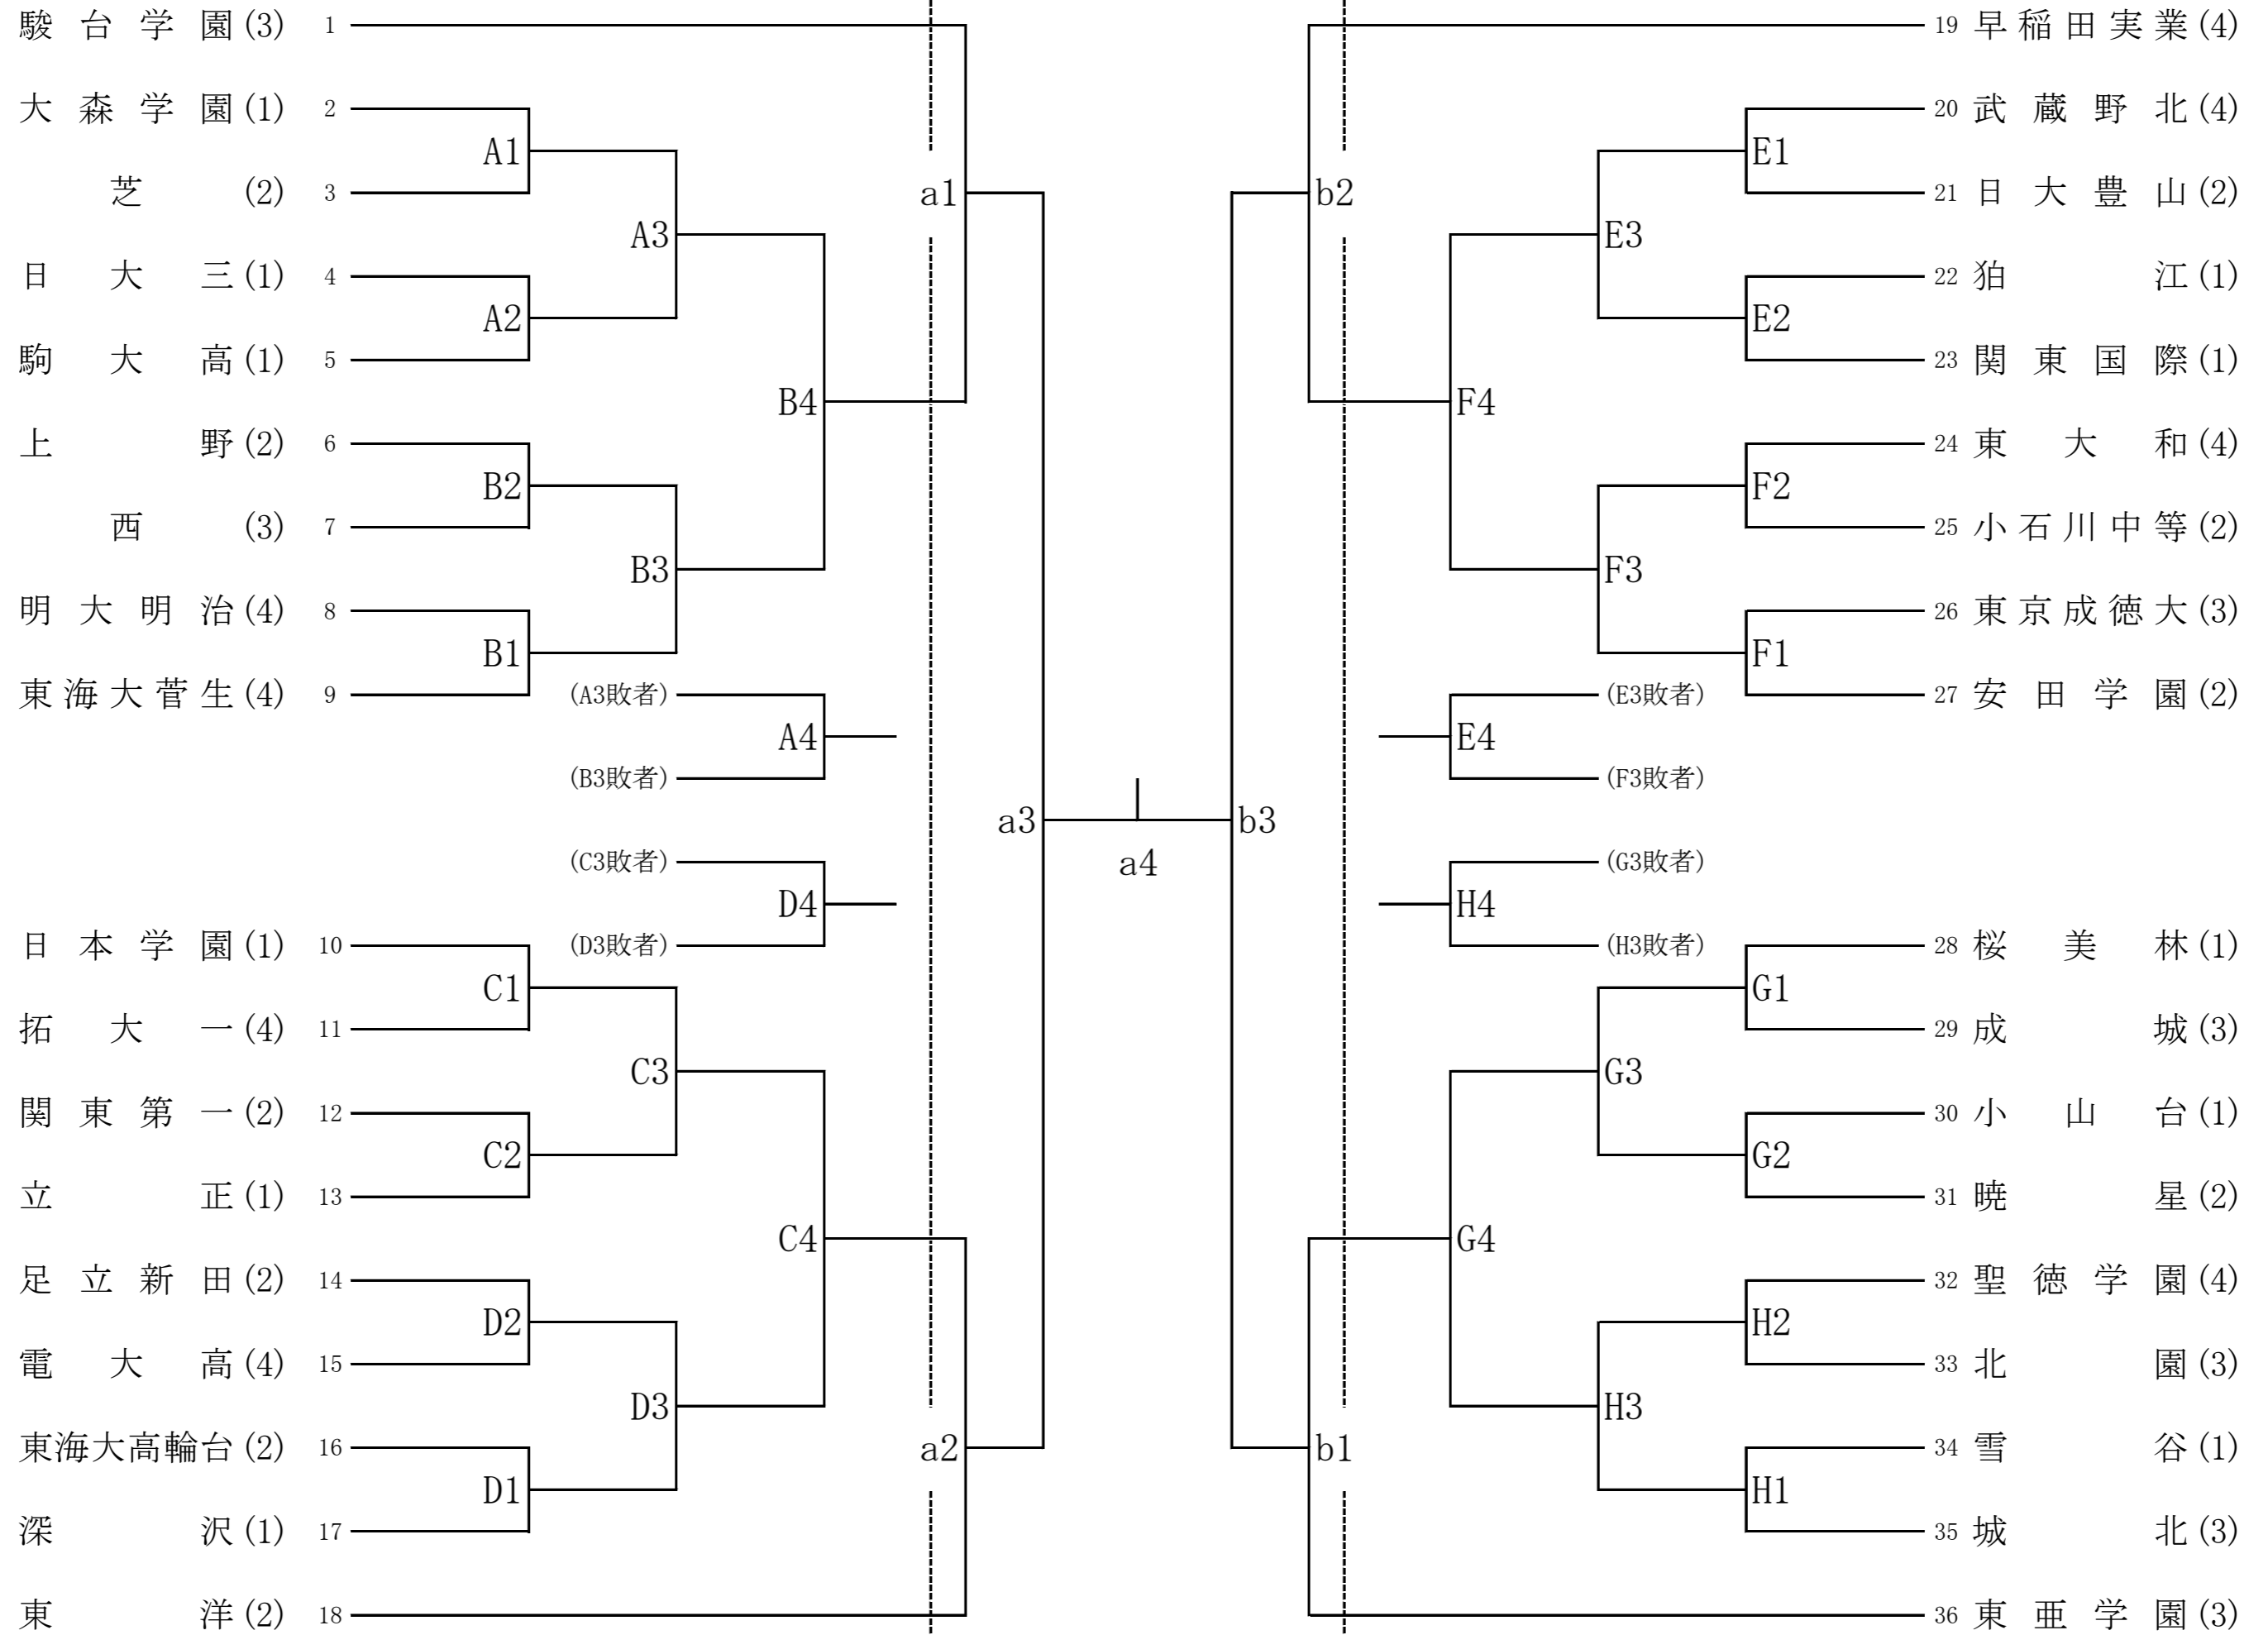 駿台学園(3) 1
19 早稲田実業(4)
大森学園(1) 2
20 武蔵野北(4)
A1
E1
芝(2) 3
a1
b2
21 日大豊山(2)
A3
E3
日大三(1) 4
22 狛江(1)
A2
E2
駒大高(1) 5
23 関東国際(1)
B4
F4
上野(2) 6
24 東大和(4)
B2
F2
西(3) 7
25 小石川中等(2)
B3
F3
明大明治(4) 8
26 東京成徳大(3)
B1
F1
東海大菅生(4) 9
(A3敗者)
(E3敗者)
27 安田学園(2)
A4
E4
(B3敗者)
(F3敗者)
a3
b3
a4
(C3敗者)
(G3敗者)
D4
H4
日本学園(1) 10
(D3敗者)
(H3敗者)
28 桜美林(1)
C1
G1
拓大一(4) 11
29 成城(3)
C3
G3
関東第一(2) 12
30 小山台(1)
C2
G2
立正(1) 13
31 暁星(2)
C4
G4
足立新田(2) 14
32 聖徳学園(4)
D2
H2
電大高(4) 15
33 北園(3)
D3
H3
東海大高輪台(2) 16
a2
b1
34 雪谷(1)
D1
H1
深沢(1) 17
35 城北(3)
東洋(2) 18
36 東亜学園(3)